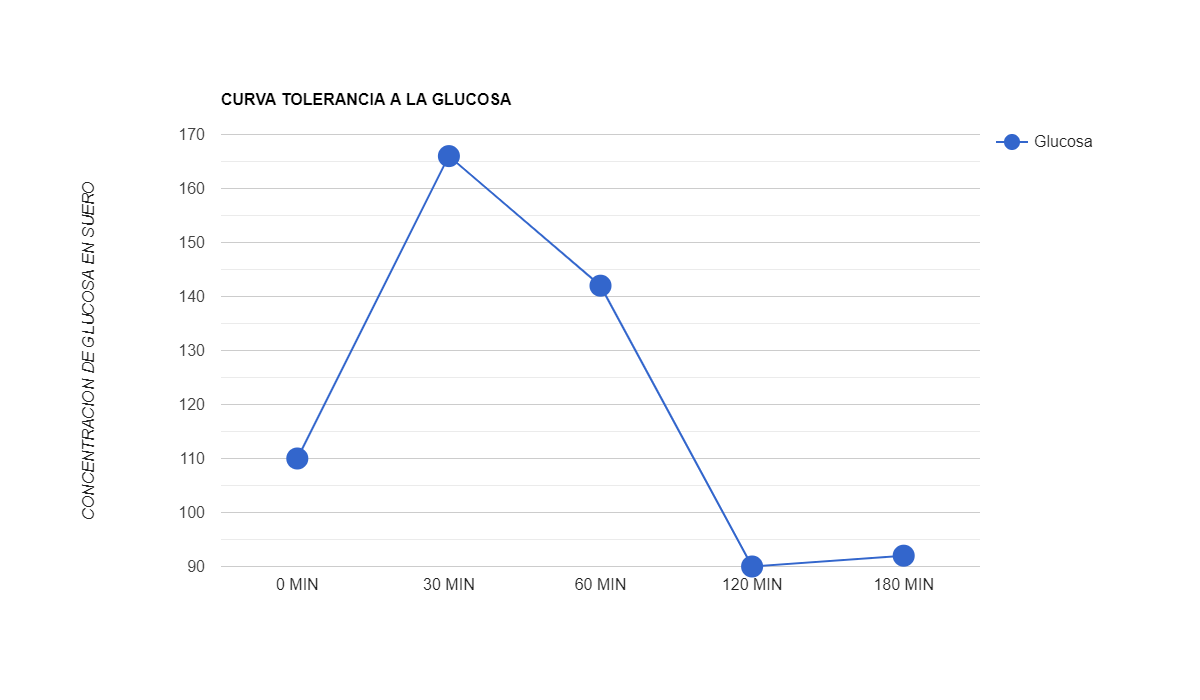 CURVA TOLERANCIA A LA GLUCOSA
CONCENTRACION DE GLUCOSA EN SUERO
170
160
150
140
130
120
110
100
90
0 MIN
30 MIN
60 MIN
120 MIN
180 MIN
Glucosa